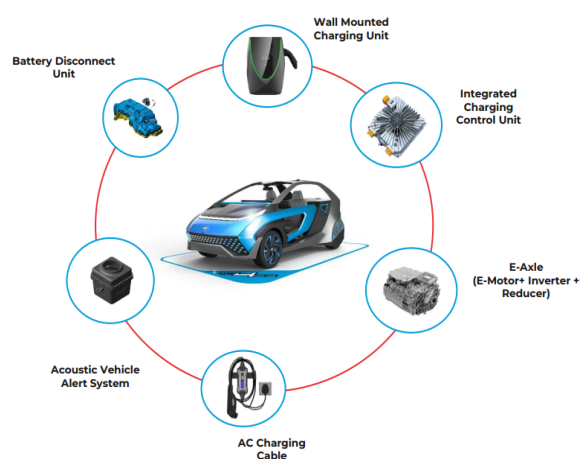 Wall Mounted
Charging Unit
Battery Disconnect
Unit
Integrated
Charging
Control Unit
E-Axle
(E-Motor+ Inverter +
Reducer)
Acoustic Vehicle
Alert System
AC Charging
Cable